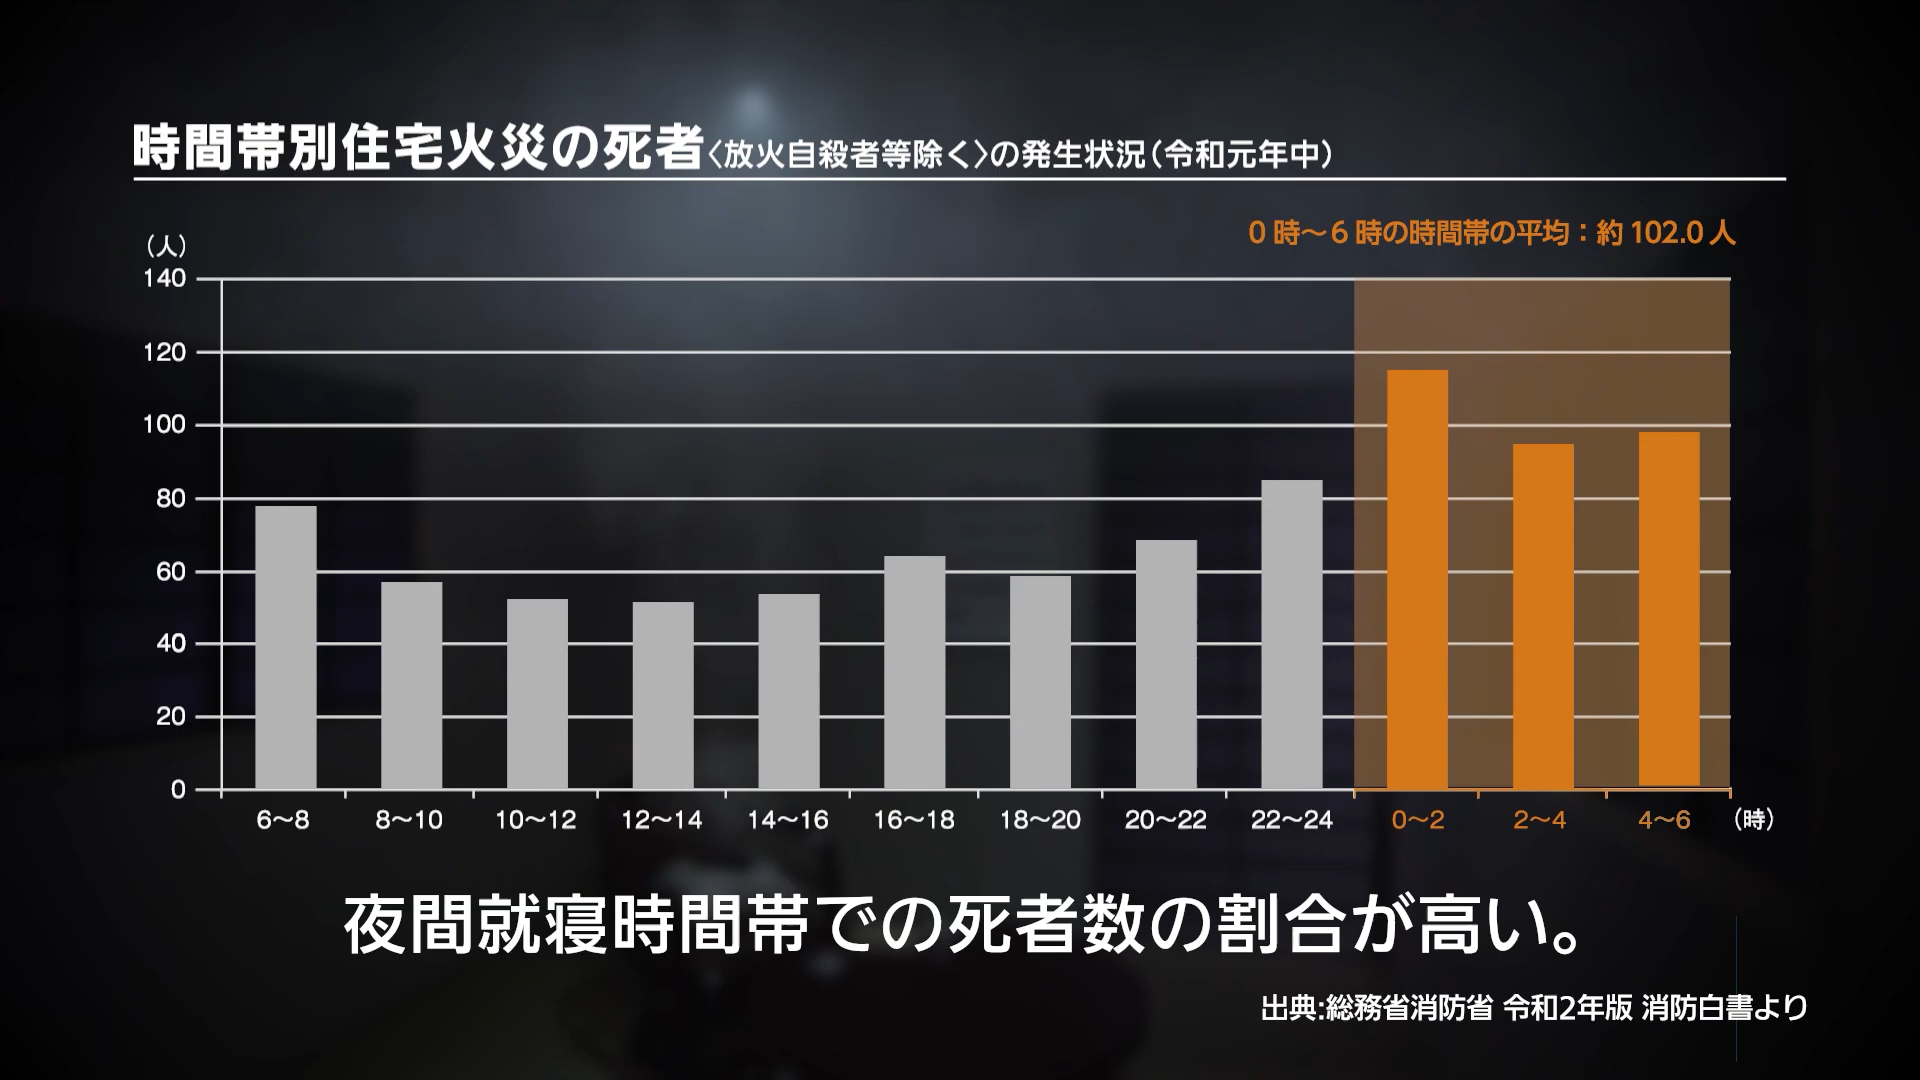 時間帯別住宅火災の死者〈放火自殺者等除く〉の発生状況（令和元年中）
0時～6時の時間帯の平均：約102.0人
（人）
140
120
100
80
60
40
20
0
6～8 8～10 10～12 12～14 14～16 16～18 18～20 20～22 22～24 0～2 2～4 4～6 （時）
夜間就寝時間帯での死者数の割合が高い。
出典:総務省消防省 令和2年版 消防白書より